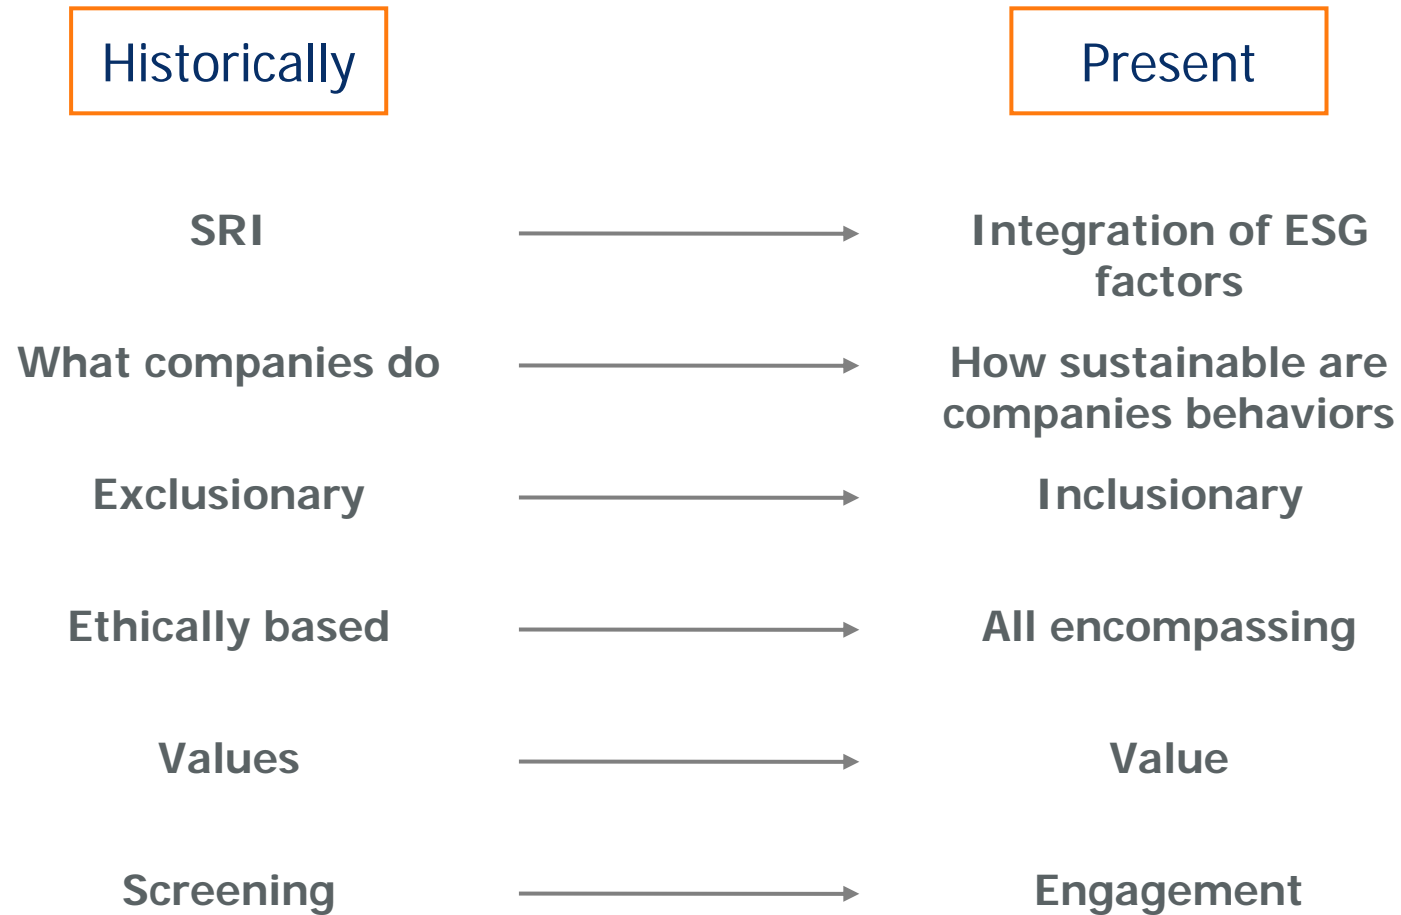 Historically
Present
SRI
Integration of ESG
factors
What companies do
How sustainable are
companies behaviors
Exclusionary
Inclusionary
Ethically based
All encompassing
Values
Value
Screening
Engagement